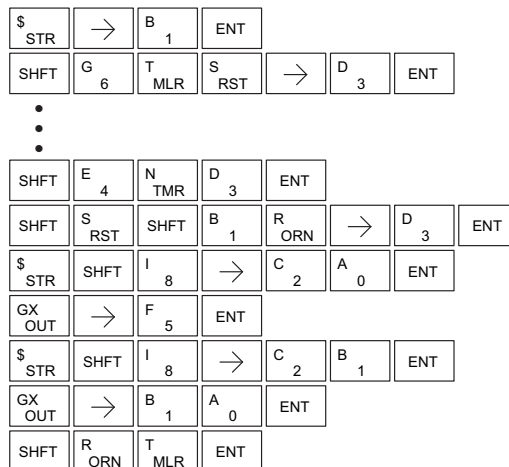 $ STR → B 1 ENT
SHFT G 6 T MLR S RST → D 3 ENT
SHFT E 4 N TMR D 3 ENT
SHFT S RST SHFT B 1 R ORN → D 3 ENT
$ STR SHFT I 8 → C 2 A 0 ENT
GX OUT → F 5 ENT
$ STR SHFT I 8 → C 2 B 1 ENT
GX OUT → B 1 A 0 ENT
SHFT R ORN T MLR ENT